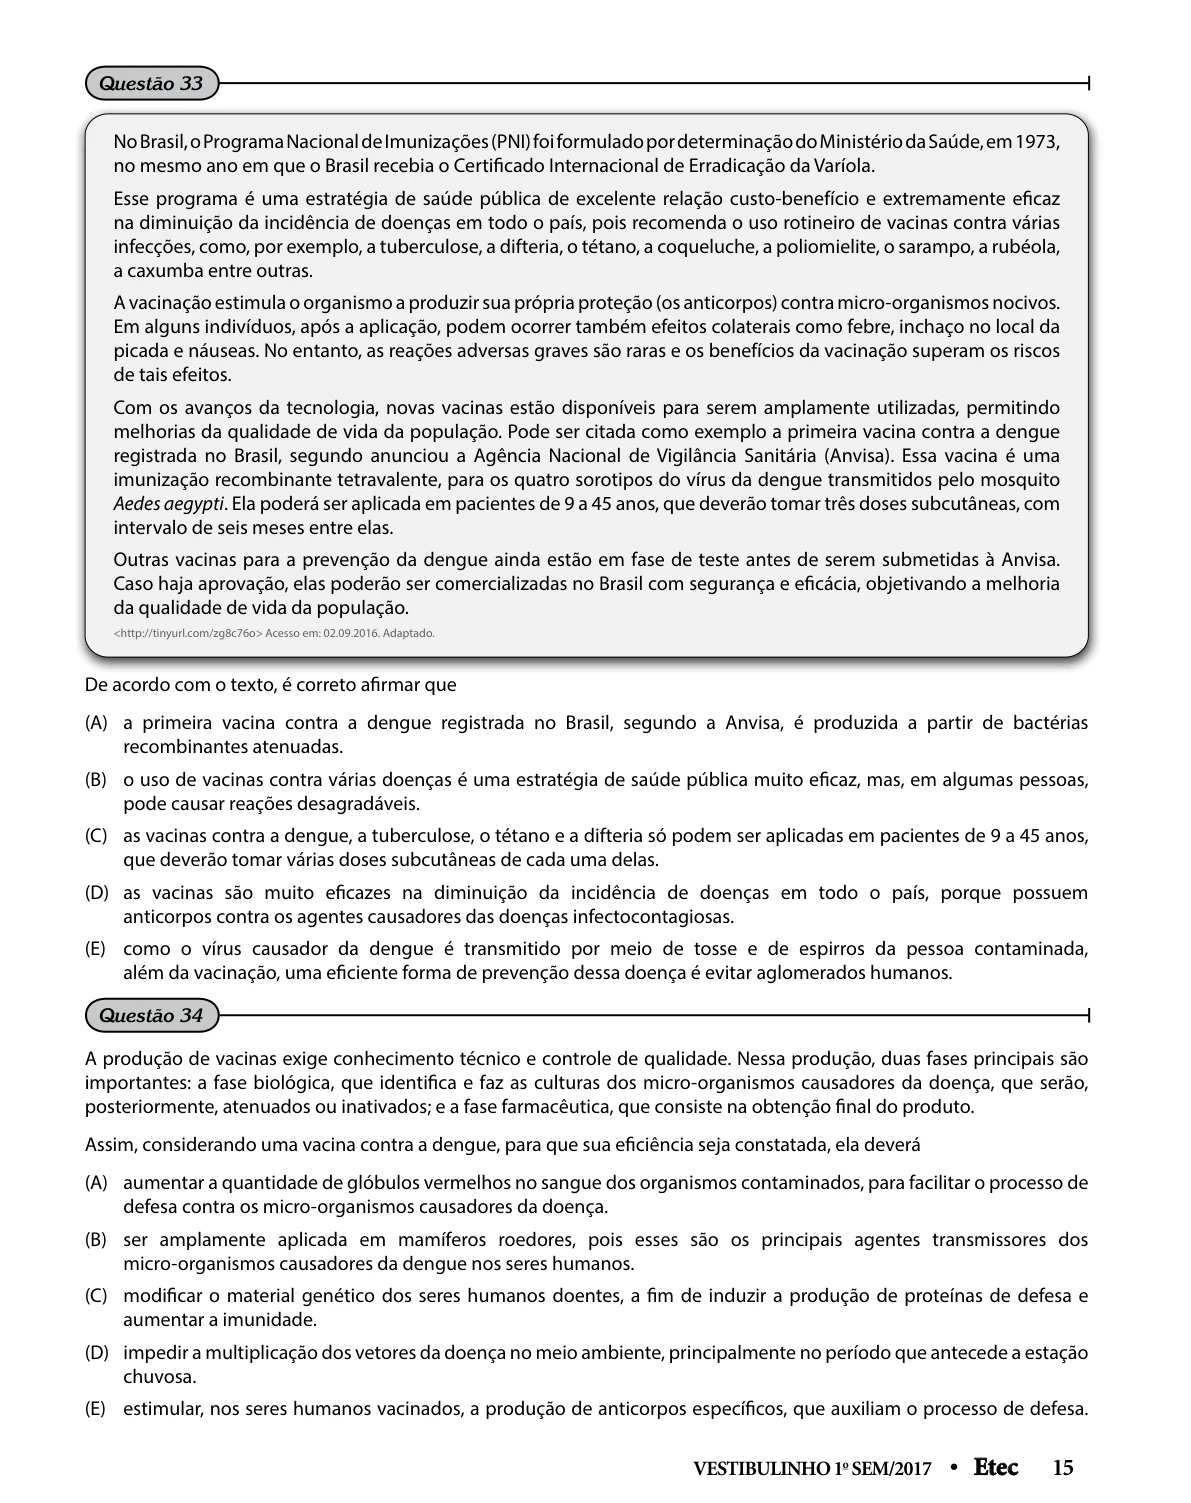 Questão 33
No Brasil, o Programa Nacional de Imunizações (PNI) foi formulado por determinação do Ministério da Saúde, em 1973,
no mesmo ano em que o Brasil recebia o Certificado Internacional de Erradicação da Varíola.
Esse programa é uma estratégia de saúde pública de excelente relação custo-benefício e extremamente eficaz
na diminuição da incidência de doenças em todo o país, pois recomenda o uso rotineiro de vacinas contra várias
infecções, como, por exemplo, a tuberculose, a difteria, o tétano, a coqueluche, a poliomielite, o sarampo, a rubéola,
a caxumba entre outras.
A vacinação estimula o organismo a produzir sua própria proteção (os anticorpos) contra micro-organismos nocivos.
Em alguns indivíduos, após a aplicação, podem ocorrer também efeitos colaterais como febre, inchaço no local da
picada e náuseas. No entanto, as reações adversas graves são raras e os benefícios da vacinação superam os riscos
de tais efeitos.
Com os avanços da tecnologia, novas vacinas estão disponíveis para serem amplamente utilizadas, permitindo
melhorias da qualidade de vida da população. Pode ser citada como exemplo a primeira vacina contra a dengue
registrada no Brasil, segundo anunciou a Agência Nacional de Vigilância Sanitária (Anvisa). Essa vacina é uma
imunização recombinante tetravalente, para os quatro sorotipos do vírus da dengue transmitidos pelo mosquito
Aedes aegypti. Ela poderá ser aplicada em pacientes de 9 a 45 anos, que deverão tomar três doses subcutâneas, com
intervalo de seis meses entre elas.
Outras vacinas para a prevenção da dengue ainda estão em fase de teste antes de serem submetidas à Anvisa.
Caso haja aprovação, elas poderão ser comercializadas no Brasil com segurança e eficácia, objetivando a melhoria
da qualidade de vida da população.
<http://tinyurl.com/zg8c76o> Acesso em: 02.09.2016. Adaptado.
De acordo com o texto, é correto afirmar que
(A) a primeira vacina contra a dengue registrada no Brasil, segundo a Anvisa, é produzida a partir de bactérias
recombinantes atenuadas.
(B) o uso de vacinas contra várias doenças é uma estratégia de saúde pública muito eficaz, mas, em algumas pessoas,
pode causar reações desagradáveis.
(C) as vacinas contra a dengue, a tuberculose, o tétano e a difteria só podem ser aplicadas em pacientes de 9 a 45 anos,
que deverão tomar várias doses subcutâneas de cada uma delas.
(D) as vacinas são muito eficazes na diminuição da incidência de doenças em todo o país, porque possuem
anticorpos contra os agentes causadores das doenças infectocontagiosas.
(E) como o vírus causador da dengue é transmitido por meio de tosse e de espirros da pessoa contaminada,
além da vacinação, uma eficiente forma de prevenção dessa doença é evitar aglomerados humanos.
Questão 34
A produção de vacinas exige conhecimento técnico e controle de qualidade. Nessa produção, duas fases principais são
importantes: a fase biológica, que identifica e faz as culturas dos micro-organismos causadores da doença, que serão,
posteriormente, atenuados ou inativados; e a fase farmacêutica, que consiste na obtenção final do produto.
Assim, considerando uma vacina contra a dengue, para que sua eficiência seja constatada, ela deverá
(A) aumentar a quantidade de glóbulos vermelhos no sangue dos organismos contaminados, para facilitar o processo de
defesa contra os micro-organismos causadores da doença.
(B) ser amplamente aplicada em mamíferos roedores, pois esses são os principais agentes transmissores dos
micro-organismos causadores da dengue nos seres humanos.
(C) modificar o material genético dos seres humanos doentes, a fim de induzir a produção de proteínas de defesa e
aumentar a imunidade.
(D) impedir a multiplicação dos vetores da doença no meio ambiente, principalmente no período que antecede a estação
chuvosa.
(E) estimular, nos seres humanos vacinados, a produção de anticorpos específicos, que auxiliam o processo de defesa.
VESTIBULINHO 1º SEM/2017 • Etec 15